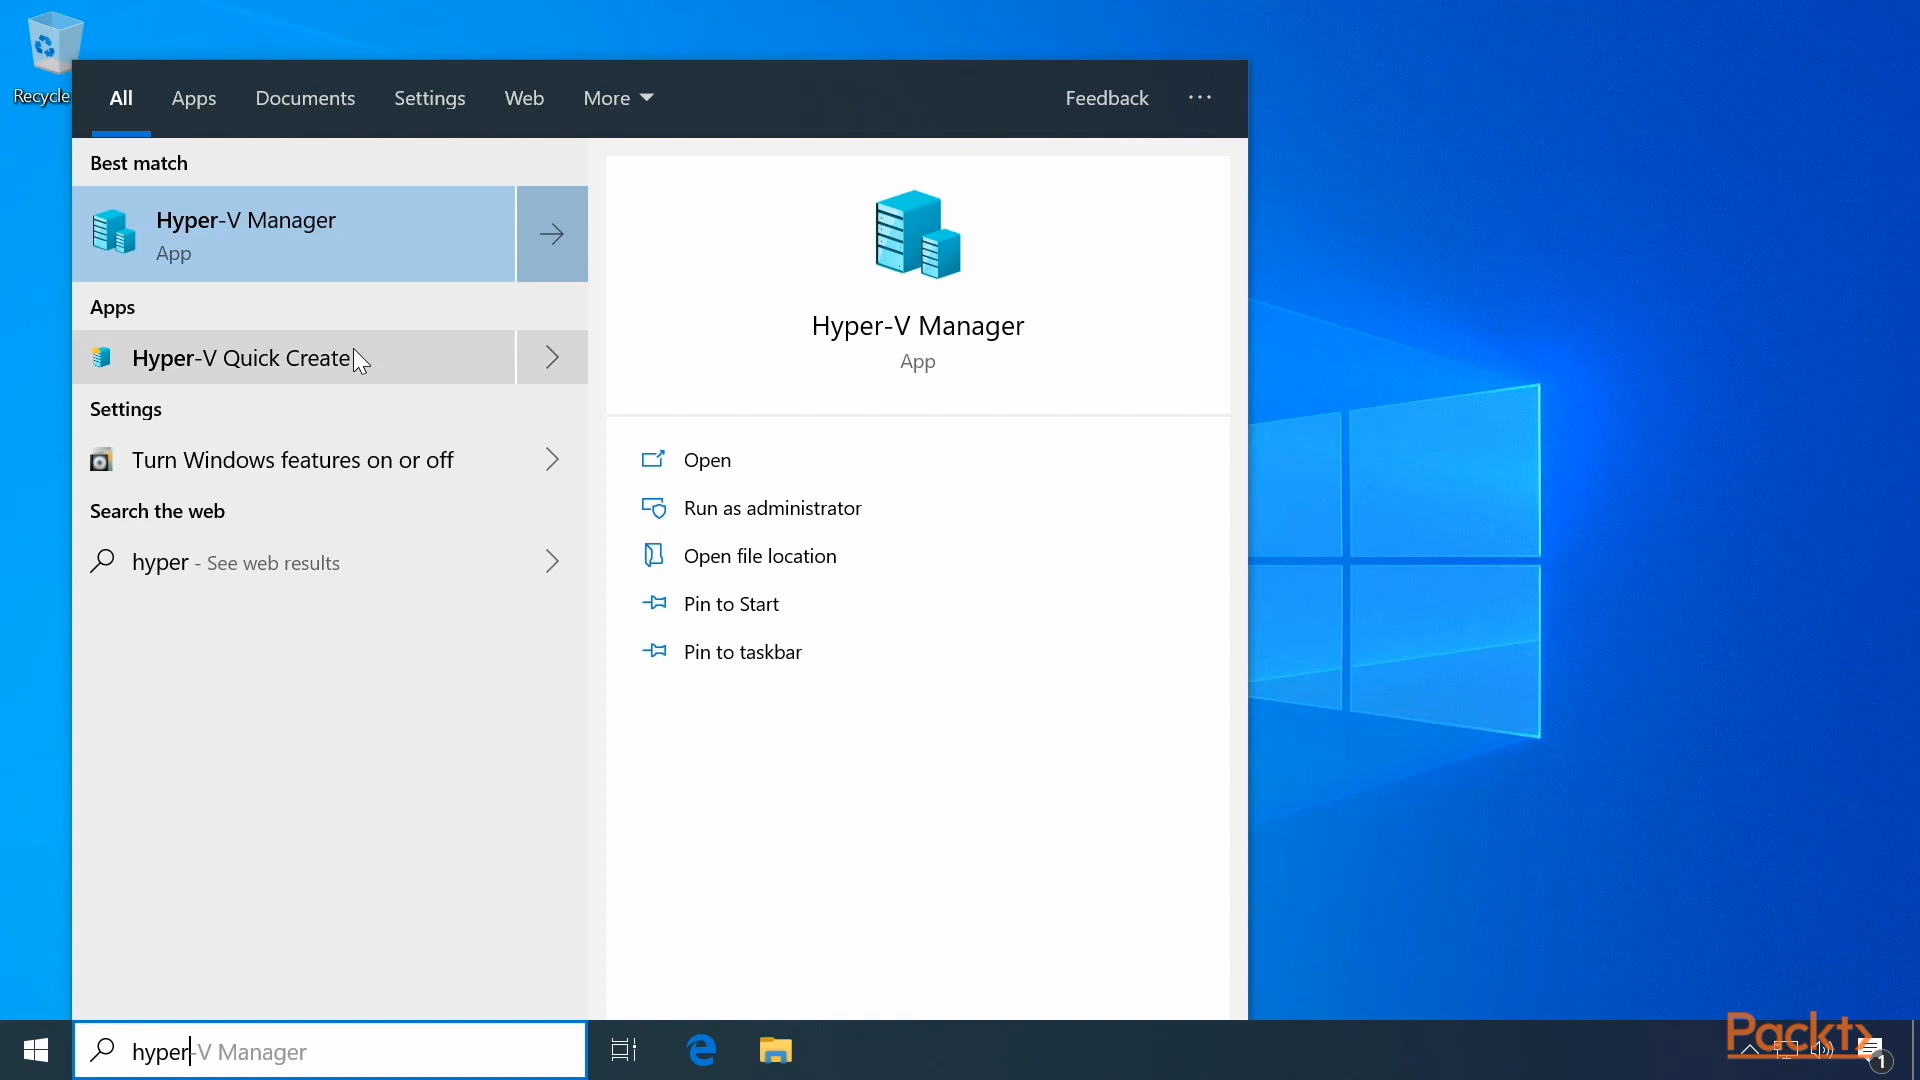 Recycle
All Apps Documents Settings Web More Feedback ...
Best match
Hyper-V Manager
App
Apps
Hyper-V Quick Create
Settings
Turn Windows features on or off
Search the web
hyper - See web results
Hyper-V Manager
App
Open
Run as administrator
Open file location
Pin to Start
Pin to taskbar
hyper-V Manager
Packt
1